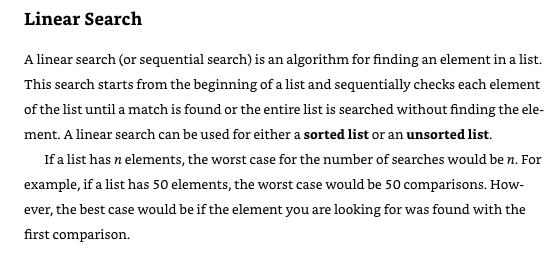 Linear Search
A linear search (or sequential search) is an algorithm for finding an element in a list.
This search starts from the beginning of a list and sequentially checks each element
of the list until a match is found or the entire list is searched without finding the ele-
ment. A linear search can be used for either a sorted list or an unsorted list.
If a list has n elements, the worst case for the number of searches would be n. For
example, if a list has 50 elements, the worst case would be 50 comparisons. How-
ever, the best case would be if the element you are looking for was found with the
first comparison.